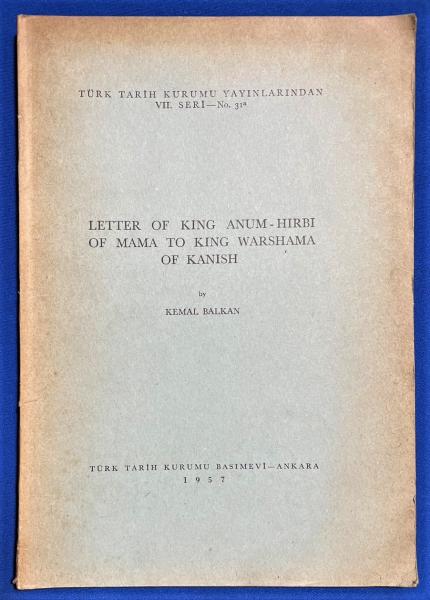 TÜRK TARİH KURUMU YAYINLARINDAN
VII. SERİ—No. 31ª
LETTER OF KING ANUM-HIRBI
OF MAMA TO KING WARSHAMA
OF KANISH
by
KEMAL BALKAN
TÜRK TARİH KURUMU BASIMEVİ—ANKARA
1957